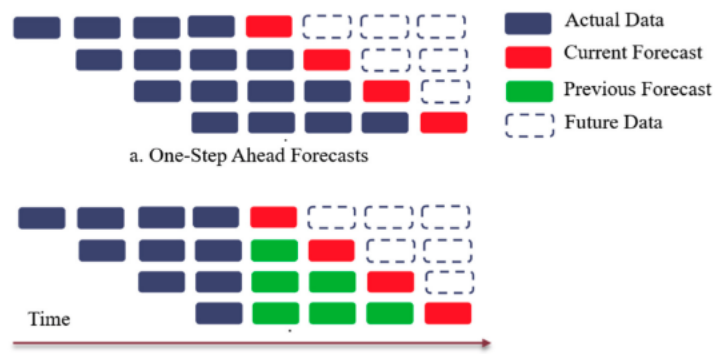 Actual Data
Current Forecast
Previous Forecast
Future Data
a. One-Step Ahead Forecasts
Time